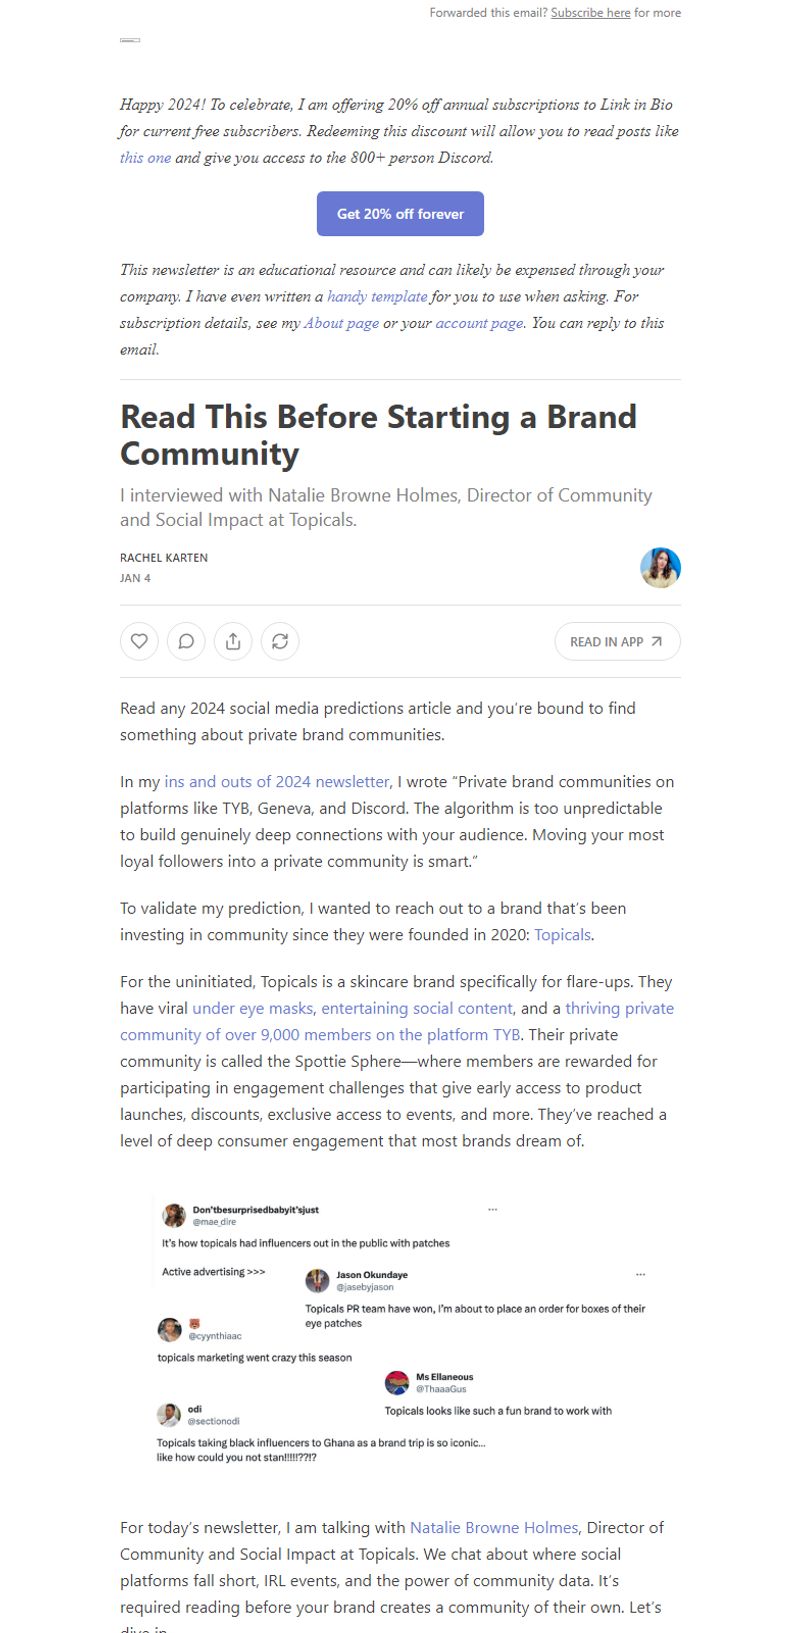 Forwarded this email? Subscribe here for more
Happy 2024! To celebrate, I am offering 20% off annual subscriptions to Link in Bio
for current free subscribers. Redeeming this discount will allow you to read posts like
this one and give you access to the 800+ person Discord.
Get 20% off forever
This newsletter is an educational resource and can likely be expensed through your
company. I have even written a handy template for you to use when asking. For
subscription details, see my About page or your account page. You can reply to this
email.
Read This Before Starting a Brand
Community
I interviewed with Natalie Browne Holmes, Director of Community
and Social Impact at Topicals.
RACHEL KARTEN
JAN 4
READ IN APP
Read any 2024 social media predictions article and you’re bound to find
something about private brand communities.
In my ins and outs of 2024 newsletter, I wrote “Private brand communities on
platforms like TYB, Geneva, and Discord. The algorithm is too unpredictable
to build genuinely deep connections with your audience. Moving your most
loyal followers into a private community is smart.”
To validate my prediction, I wanted to reach out to a brand that’s been
investing in community since they were founded in 2020: Topicals.
For the uninitiated, Topicals is a skincare brand specifically for flare-ups. They
have viral under eye masks, entertaining social content, and a thriving private
community of over 9,000 members on the platform TYB. Their private
community is called the Spottie Sphere—where members are rewarded for
participating in engagement challenges that give early access to product
launches, discounts, exclusive access to events, and more. They’ve reached a
level of deep consumer engagement that most brands dream of.
Don'tbesurprisedbabyit'sjust
@mae_dire
It's how topicals had influencers out in the public with patches
Active advertising >>>
Jason Okundaye
@jasebyjason
Topicals PR team have won, I'm about to place an order for boxes of their
eye patches
@cyynthiaac
topicals marketing went crazy this season
Ms Ellaneous
@ThaaaGus
Topicals looks like such a fun brand to work with
odi
@sectionodi
Topicals taking black influencers to Ghana as a brand trip is so iconic...
like how could you not stan!!!!!??!?
For today’s newsletter, I am talking with Natalie Browne Holmes, Director of
Community and Social Impact at Topicals. We chat about where social
platforms fall short, IRL events, and the power of community data. It’s
required reading before your brand creates a community of their own. Let’s
dive in.